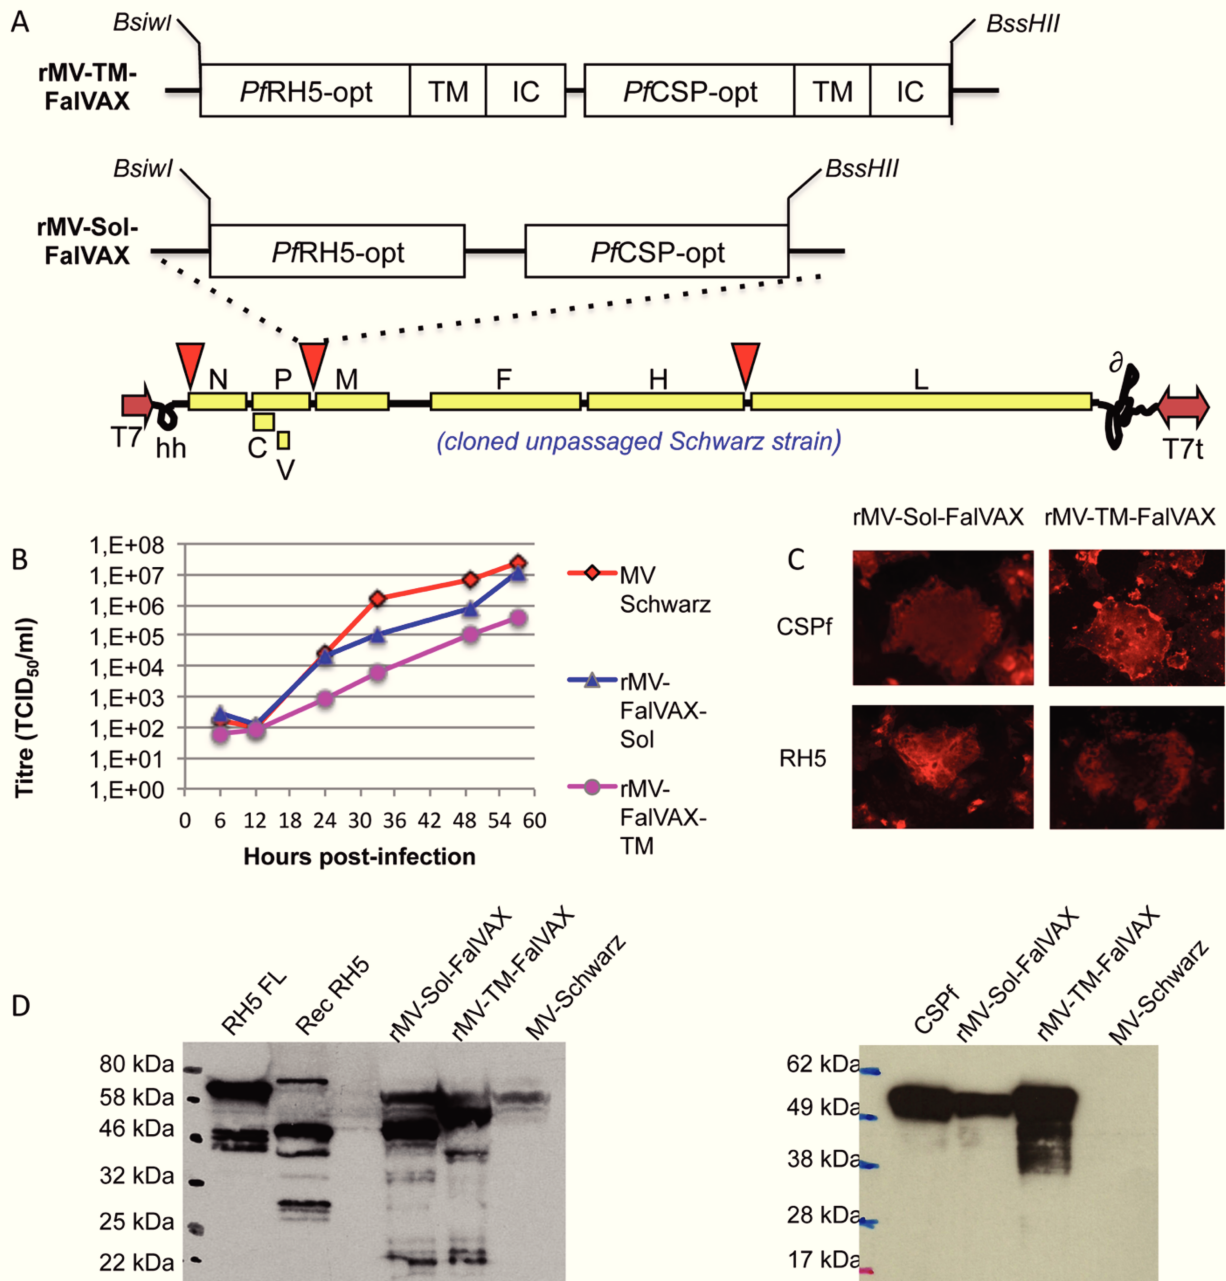 A
BsiwI
BssHII
rMV-TM-
FalVAX
PfRH5-opt
TM
IC
PfCSP-opt
TM
IC
BsiwI
BssHII
rMV-Sol-
FalVAX
PfRH5-opt
PfCSP-opt
N
P
M
F
H
L
∂
T7
hh
C
V
(cloned unpassaged Schwarz strain)
T7t
B
Titre (TCID50/ml)
1,E+08
1,E+07
1,E+06
1,E+05
1,E+04
1,E+03
1,E+02
1,E+01
1,E+00
0 6 12 18 24 30 36 42 48 54 60
Hours post-infection
MV
Schwarz
rMV-
FalVAX-
Sol
rMV-
FalVAX-
TM
C
rMV-Sol-FalVAX
rMV-TM-FalVAX
CSPf
RH5
D
RH5 FL
Rec RH5
rMV-Sol-FalVAX
rMV-TM-FalVAX
MV-Schwarz
80 kDa
58 kDa
46 kDa
32 kDa
25 kDa
22 kDa
CSPf
rMV-Sol-FalVAX
rMV-TM-FalVAX
MV-Schwarz
62 kDa
49 kDa
38 kDa
28 kDa
17 kDa